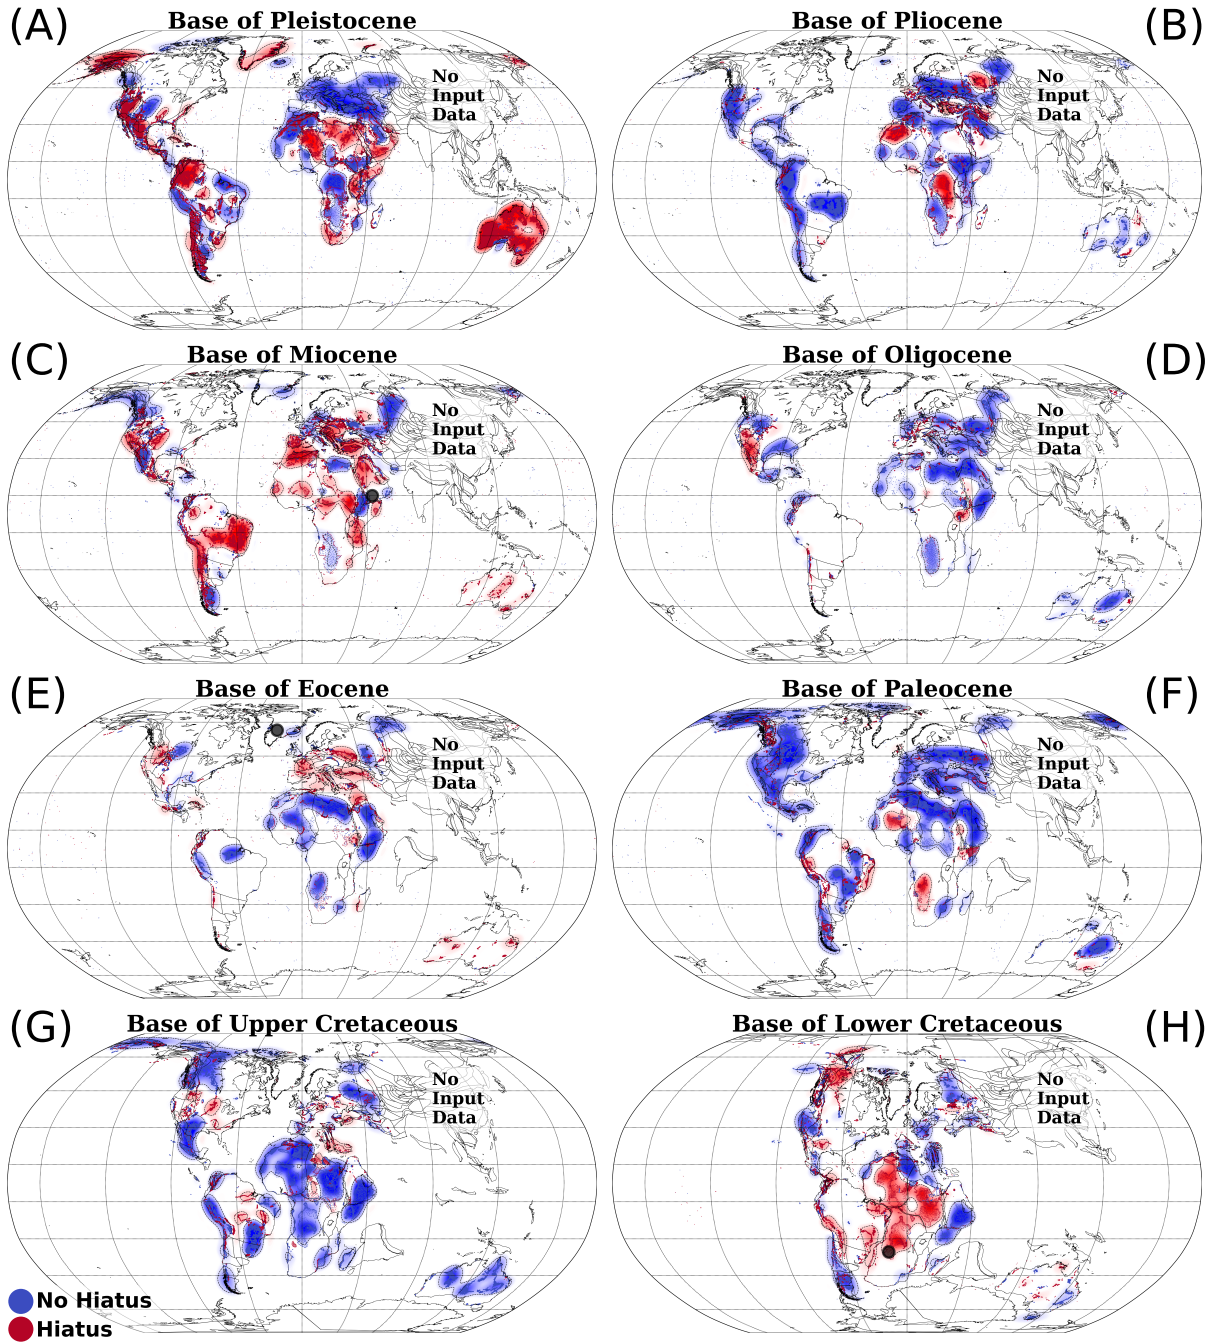 (A)
Base of Pleistocene
No
Input
Data
Base of Pliocene
(B)
No
Input
Data
(C)
Base of Miocene
No
Input
Data
Base of Oligocene
(D)
No
Input
Data
(E)
Base of Eocene
No
Input
Data
Base of Paleocene
(F)
No
Input
Data
(G)
Base of Upper Cretaceous
No
Input
Data
Base of Lower Cretaceous
(H)
No
Input
Data
No Hiatus
Hiatus